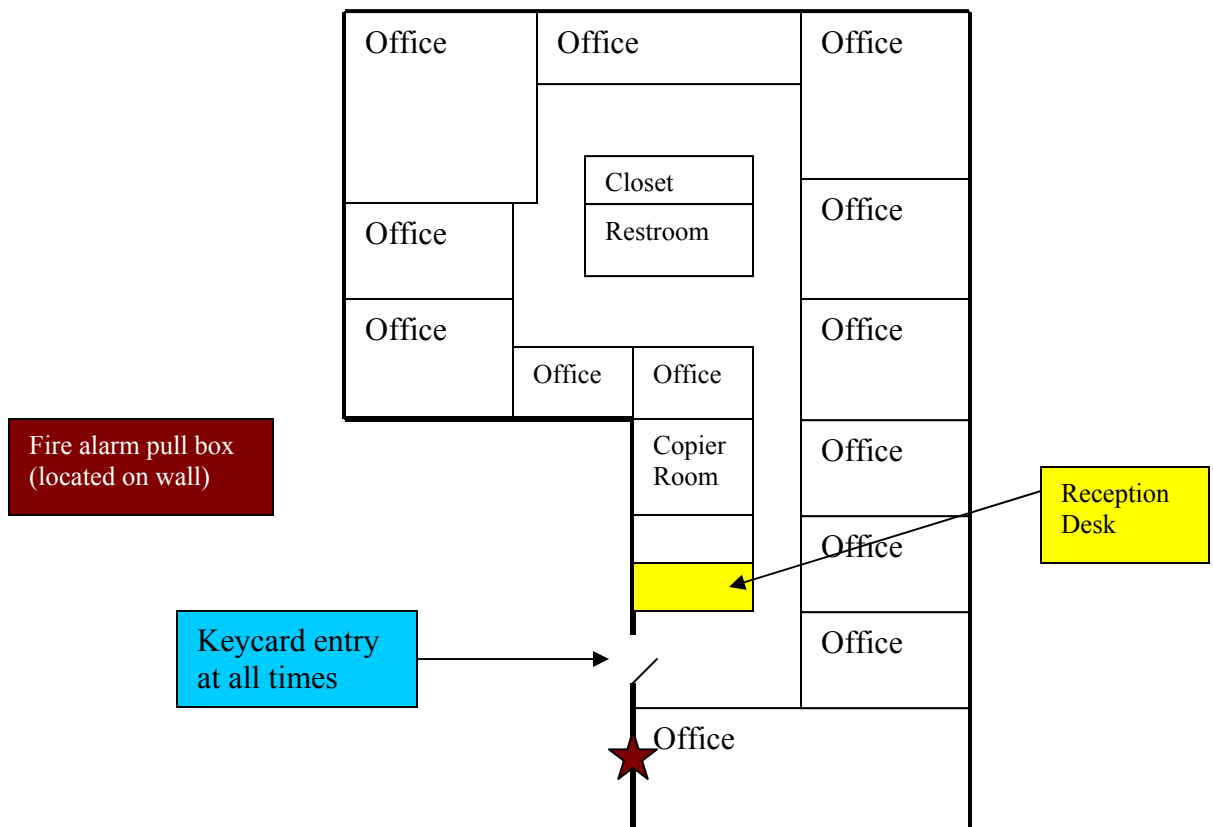 Office
Office
Office
Closet
Restroom
Office
Office
Office
Office
Office
Office
Fire alarm pull box
(located on wall)
Copier
Room
Office
Reception
Desk
Office
Keycard entry
at all times
Office
Office